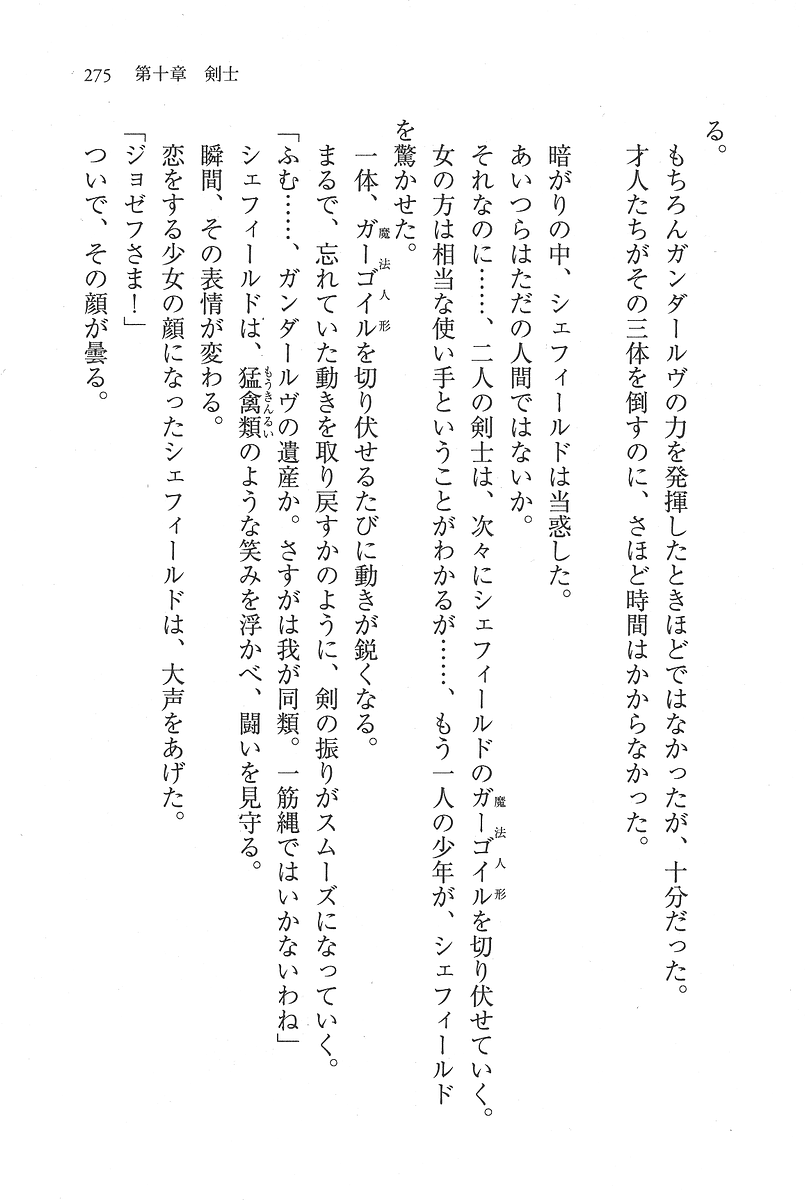 275　第十章　剣士
る。
　もちろんガンダールヴの力を発揮したときほどではなかったが、十分だった。
　才人たちがその三体を倒すのに、さほど時間はかからなかった。
　暗がりの中、シェフィールドは当惑した。
　あいつらはただの人間ではないか。
　それなのに……、二人の剣士は、次々にシェフィールドのガーゴイル（魔法人形）を切り伏せていく。
　女の方は相当な使い手ということがわかるが……、もう一人の少年が、シェフィールド
を驚かせた。
　一体、ガーゴイル（魔法人形）を切り伏せるたびに動きが鋭くなる。
　まるで、忘れていた動きを取り戻すかのように、剣の振りがスムーズになっていく。
「ふむ……、ガンダールヴの遺産か。さすがは我が同類。一筋縄ではいかないわね」
　シェフィールドは、猛禽類（もうきんるい）のような笑みを浮かべ、闘いを見守る。
　瞬間、その表情が変わる。
　恋をする少女の顔になったシェフィールドは、大声をあげた。
「ジョゼフさま！」
　ついで、その顔が曇る。